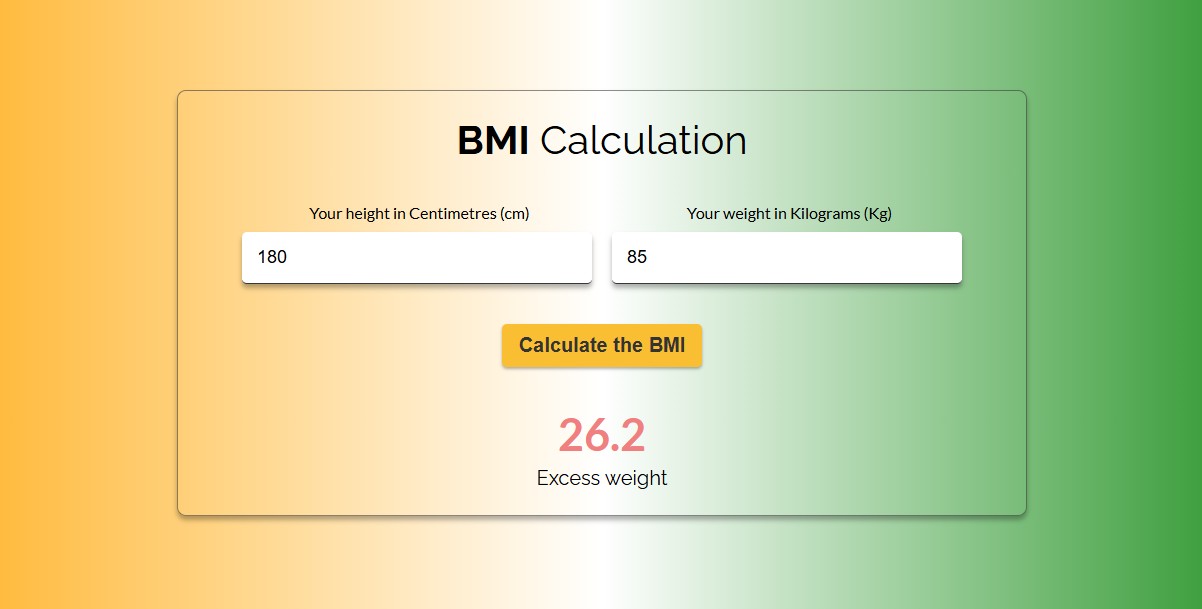 BMI Calculation
Your height in Centimetres (cm)
Your weight in Kilograms (Kg)
180
85
Calculate the BMI
26.2
Excess weight